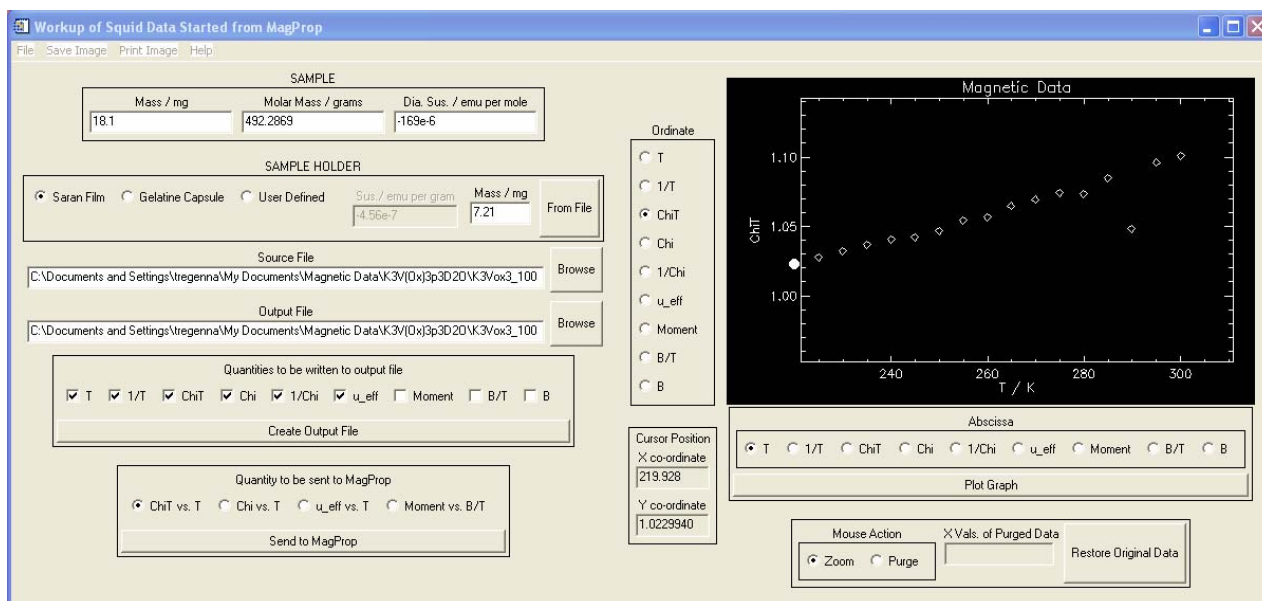 Workup of Squid Data Started from MagProp
File Save Image Print Image Help
SAMPLE
Mass / mg Molar Mass / grams Dia. Sus. / emu per mole
18.1 492.2869 -169e-6
SAMPLE HOLDER
Saran Film Gelatine Capsule User Defined Sus./ emu per gram Mass / mg From File
-4.56e-7 7.21
Source File
C:\Documents and Settings\tregenna\My Documents\Magnetic Data\K3V(Ox)3p3D2O\K3Vox3_100 Browse
Output File
C:\Documents and Settings\tregenna\My Documents\Magnetic Data\K3V(Ox)3p3D2O\K3Vox3_100 Browse
Quantities to be written to output file
T 1/T ChiT Chi 1/Chi u_eff Moment B/T B
Create Output File
Quantity to be sent to MagProp
ChiT vs. T Chi vs. T u_eff vs. T Moment vs. B/T
Send to MagProp
Ordinate
T
1/T
ChiT
Chi
1/Chi
u_eff
Moment
B/T
B
Cursor Position
X co-ordinate
219.928
Y co-ordinate
1.0229940
Magnetic Data
ChiT
1.10
1.05
1.00
240 260 280 300
T / K
Abscissa
T 1/T ChiT Chi 1/Chi u_eff Moment B/T B
Plot Graph
Mouse Action X Vals. of Purged Data
Zoom Purge Restore Original Data